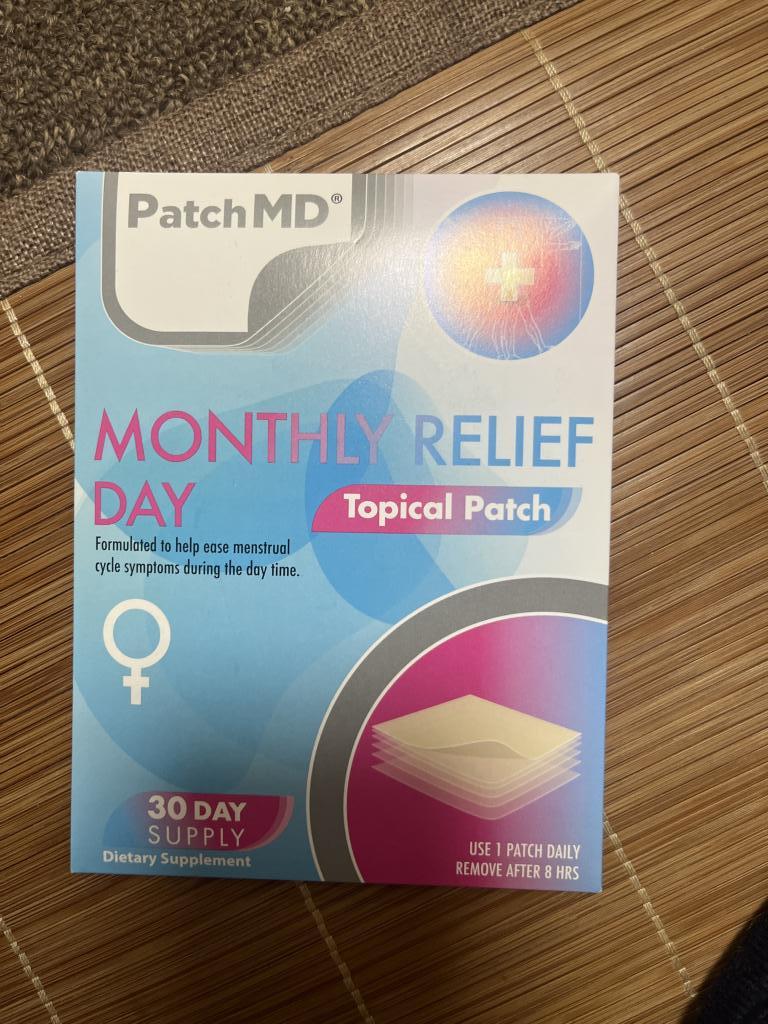 PatchMD®
MONTHLY RELIEF
DAY
Topical Patch
Formulated to help ease menstrual
cycle symptoms during the day time.
30 DAY
SUPPLY
Dietary Supplement
USE 1 PATCH DAILY
REMOVE AFTER 8 HRS